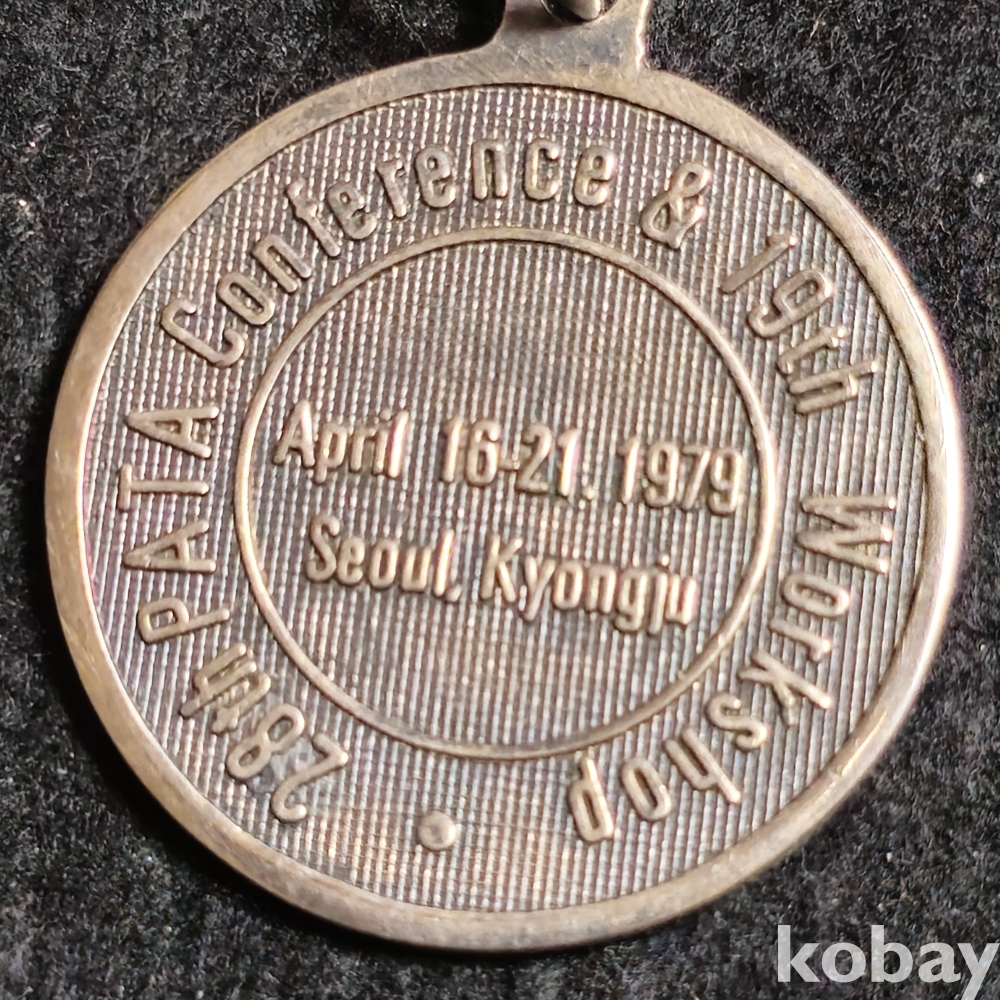 28th PATA Conference & 19th Workshop
April 16-21. 1979
Seoul, Kyongju
kobay